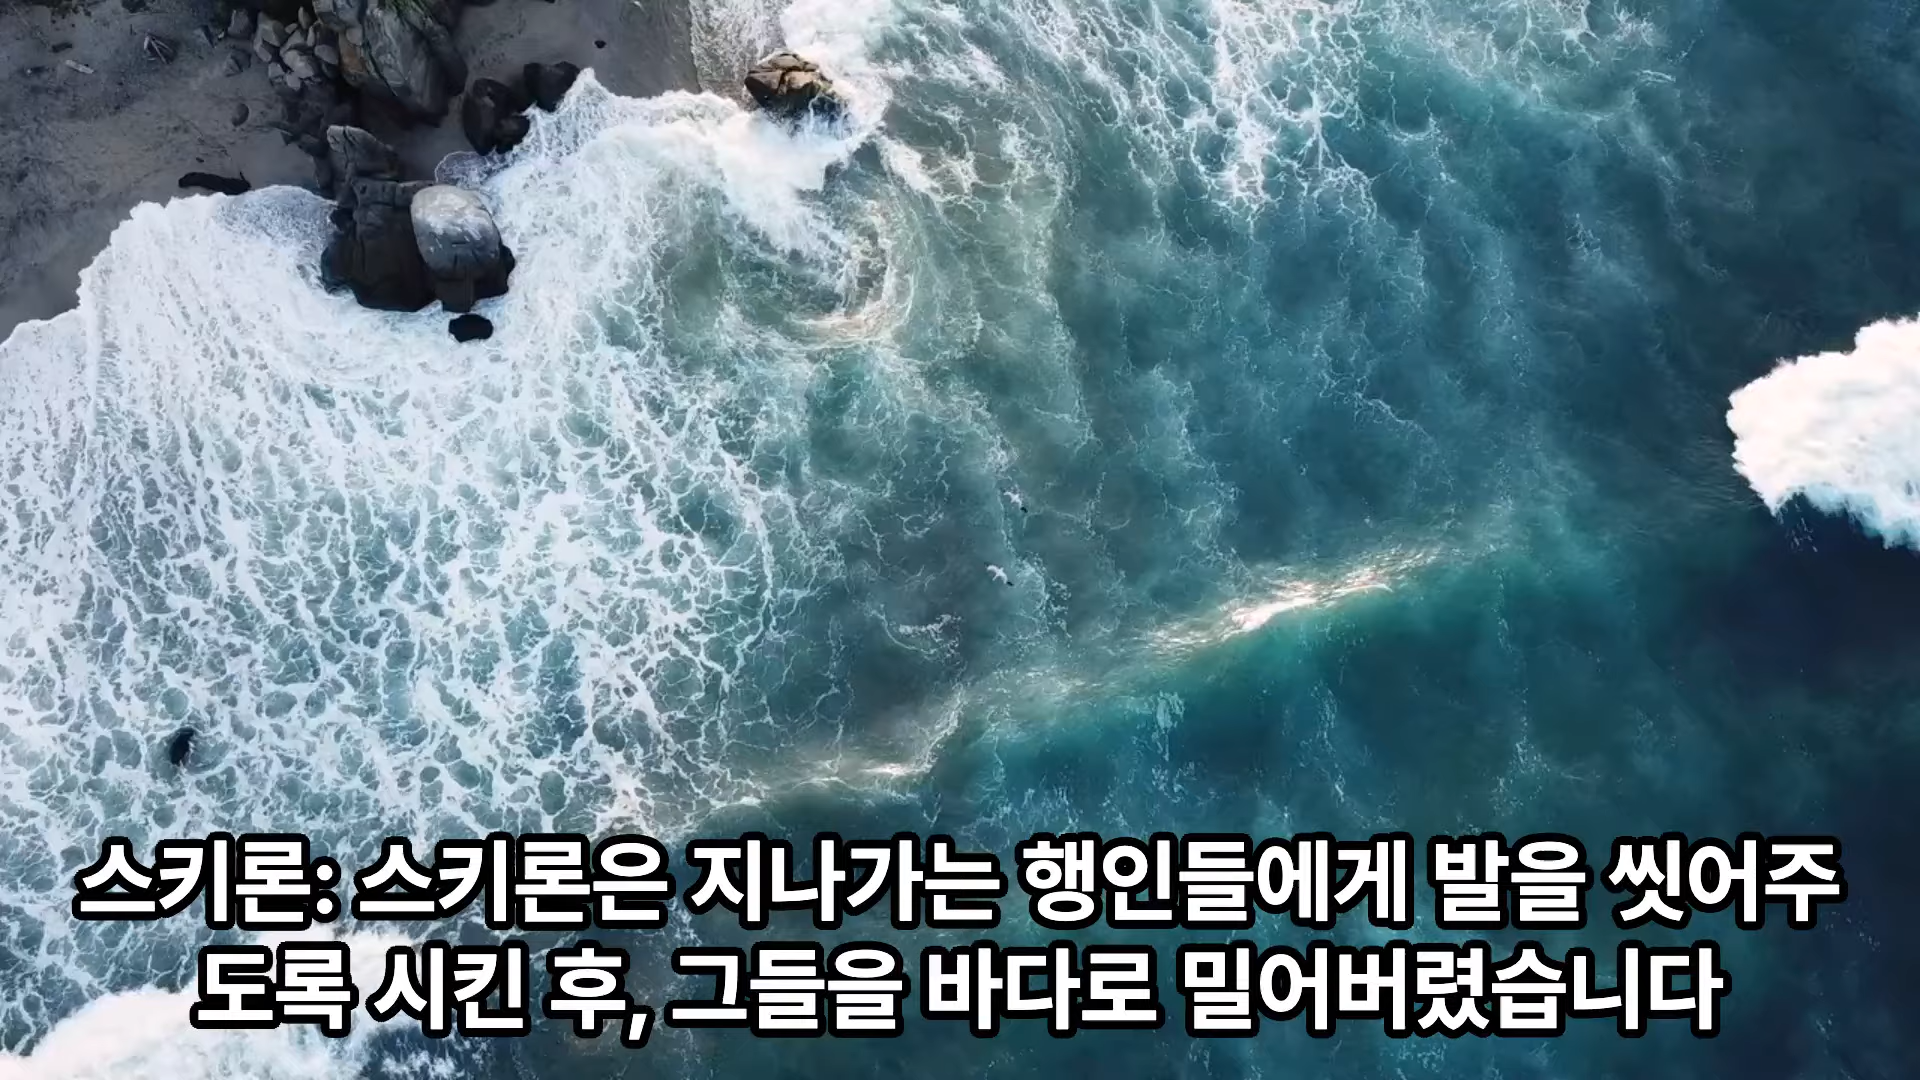 스키론: 스키론은 지나가는 행인들에게 발을 씻어주
도록 시킨 후, 그들을 바다로 밀어버렸습니다